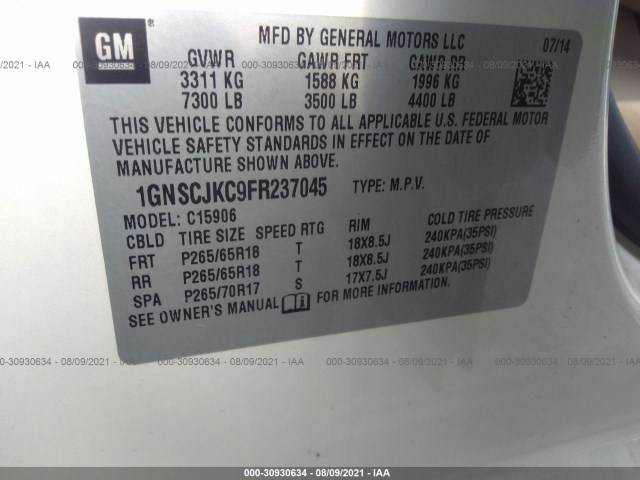 GM
MFD BY GENERAL MOTORS LLC 07/14
GVWR GAWR FRT GAWR RR
3311 KG 1588 KG 1996 KG
7300 LB 3500 LB 4400 LB
THIS VEHICLE CONFORMS TO ALL APPLICABLE U.S. FEDERAL MOTOR
VEHICLE SAFETY STANDARDS IN EFFECT ON THE DATE OF
MANUFACTURE SHOWN ABOVE.
1GNSCJKC9FR237045 TYPE: M.P.V.
MODEL: C15906
CBLD TIRE SIZE SPEED RTG RIM COLD TIRE PRESSURE
FRT P265/65R18 T 18X8.5J 240KPA(35PSI)
RR P265/65R18 T 18X8.5J 240KPA(35PSI)
SPA P265/70R17 S 17X7.5J 240KPA(35PSI)
SEE OWNER'S MANUAL FOR MORE INFORMATION.
000-30930634 - 08/09/2021 - IAA